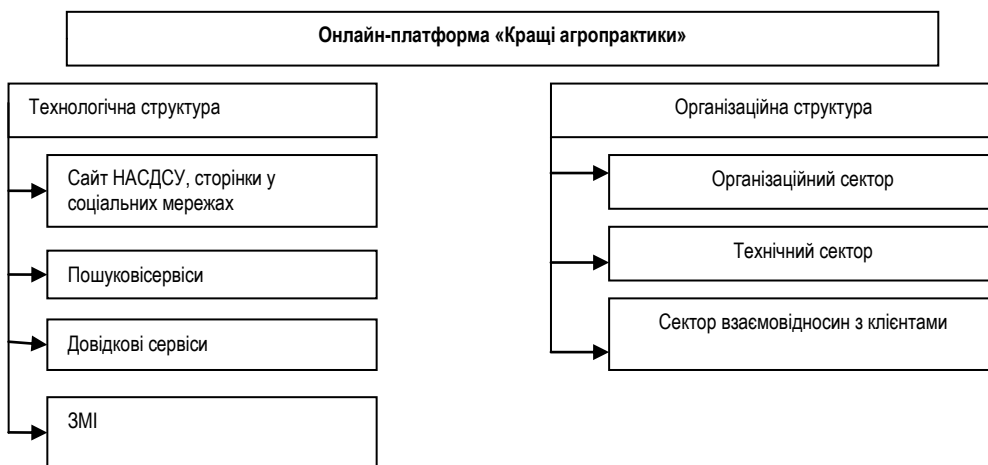 Онлайн-платформа «Кращі агропрактики»
Технологічна структура
Сайт НАСДСУ, сторінки у
соціальних мережах
Пошуковісервіси
Довідкові сервіси
ЗМІ
Організаційна структура
Організаційний сектор
Технічний сектор
Сектор взаємовідносин з клієнтами